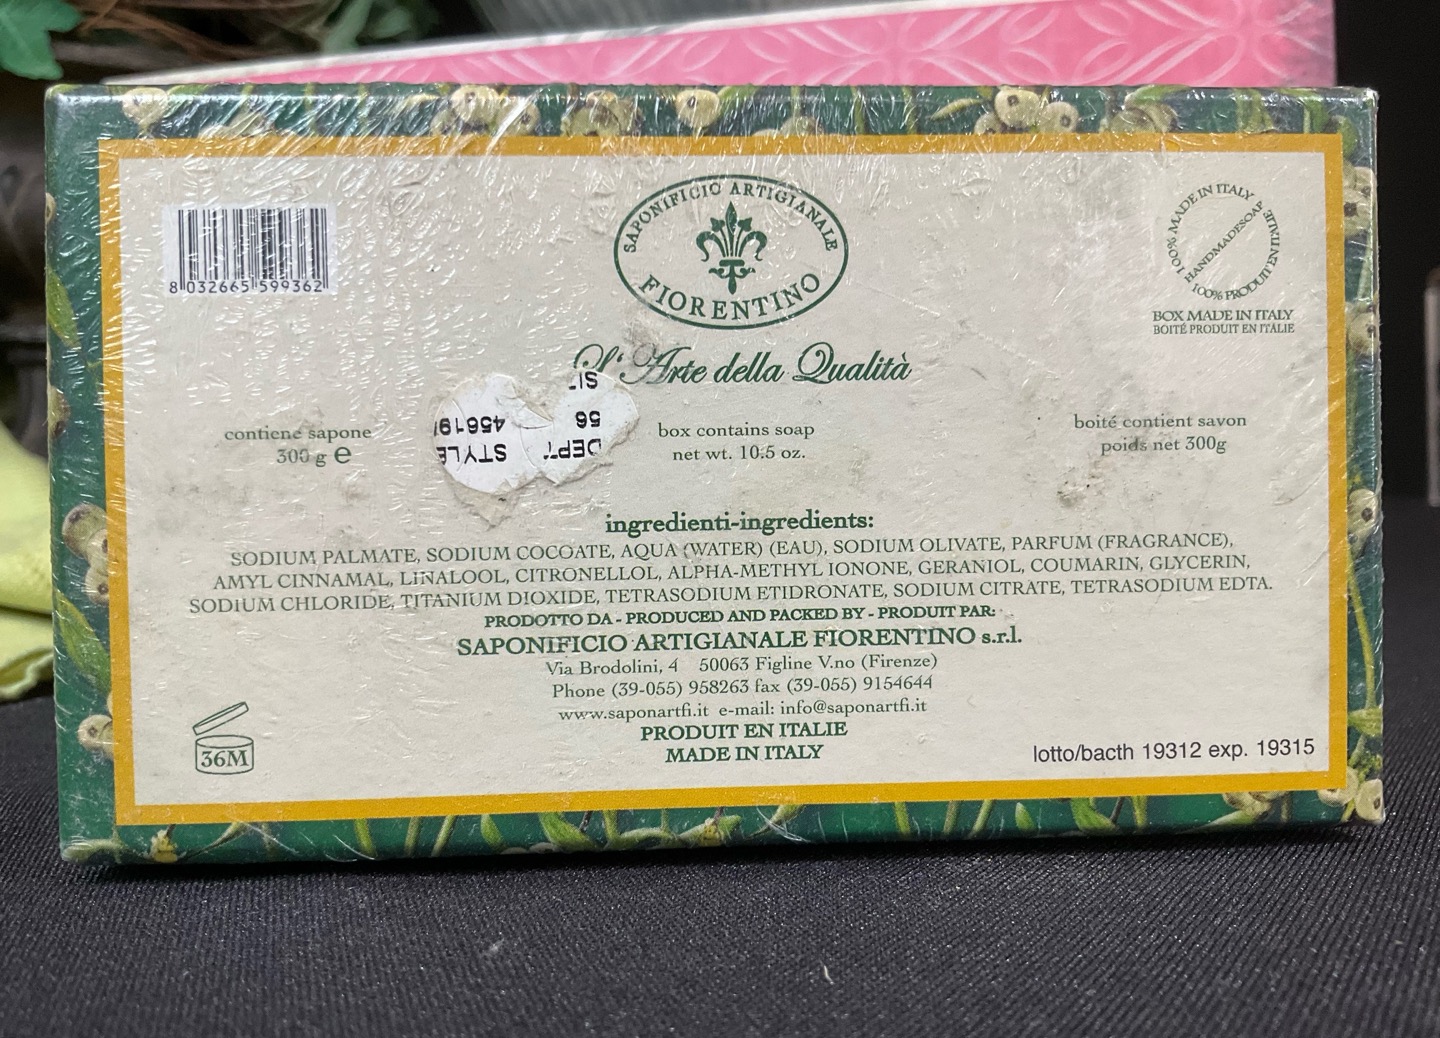 SAPONIFICIO ARTIGIANALE
FIORENTINO
100% MADE IN ITALY
HANDMADESOAP
100% PRODUIT EN ITALIE
BOX MADE IN ITALY
BOITÉ PRODUIT EN ITALIE
8 032665 599362
L'Arte della Qualità
contiene sapone
300 g e
STYLE
45619
DEPT
56
box contains soap
net wt. 10.5 oz.
boité contient savon
poids net 300g
ingredienti-ingredients:
SODIUM PALMATE, SODIUM COCOATE, AQUA (WATER) (EAU), SODIUM OLIVATE, PARFUM (FRAGRANCE),
AMYL CINNAMAL, LINALOOL, CITRONELLOL, ALPHA-METHYL IONONE, GERANIOL, COUMARIN, GLYCERIN,
SODIUM CHLORIDE, TITANIUM DIOXIDE, TETRASODIUM ETIDRONATE, SODIUM CITRATE, TETRASODIUM EDTA.
PRODOTTO DA - PRODUCED AND PACKED BY - PRODUIT PAR:
SAPONIFICIO ARTIGIANALE FIORENTINO s.r.l.
Via Brodolini, 4 50063 Figline V.no (Firenze)
Phone (39-055) 958263 fax (39-055) 9154644
www.saponartfi.it e-mail: info@saponartfi.it
PRODUIT EN ITALIE
MADE IN ITALY
36M
lotto/bacth 19312 exp. 19315